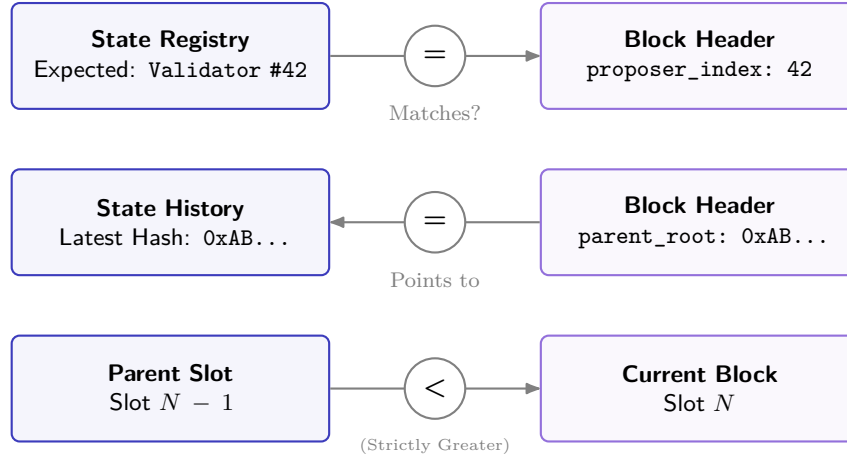 State Registry
Expected: Validator #42
=
Block Header
proposer_index: 42
Matches?
State History
Latest Hash: 0xAB...
=
Block Header
parent_root: 0xAB...
Points to
Parent Slot
Slot N − 1
<
Current Block
Slot N
(Strictly Greater)